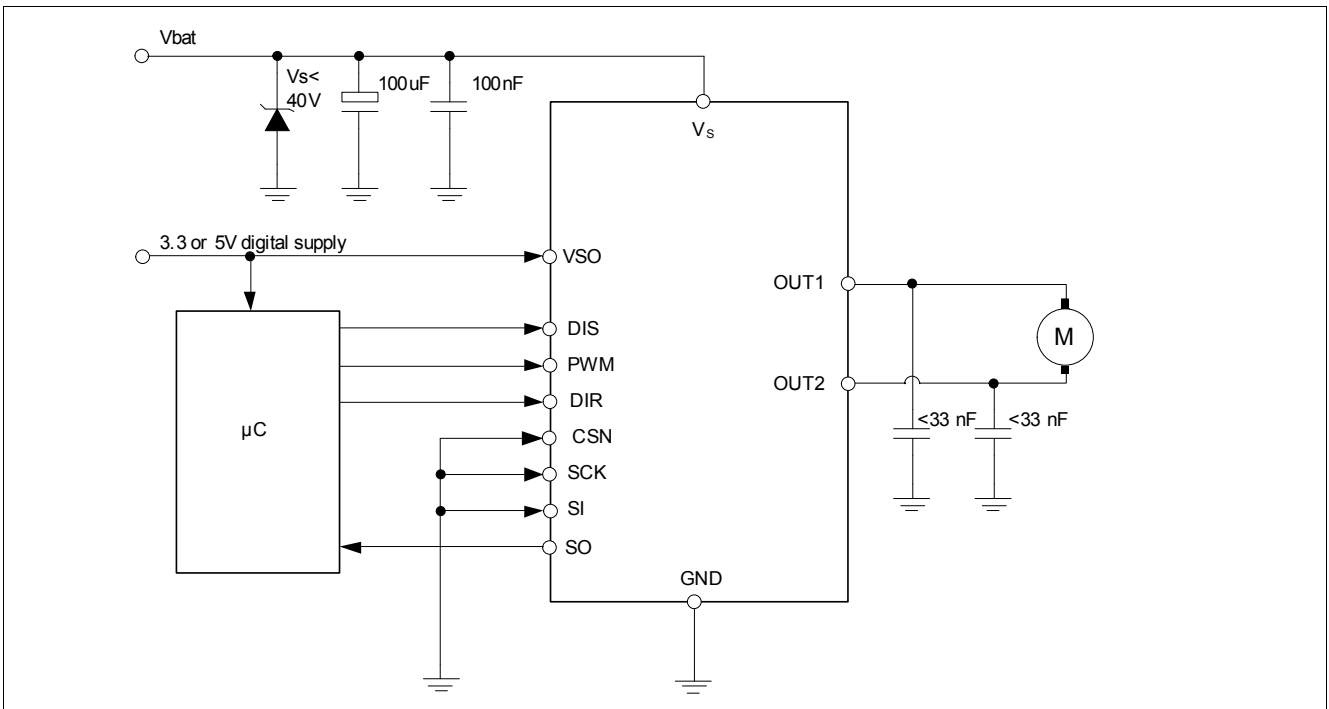 Vbat
Vs<
40V
100uF
100nF
VS
3.3 or 5V digital supply
VSO
OUT1
DIS
M
PWM
OUT2
DIR
<33 nF
<33 nF
µC
CSN
SCK
SI
SO
GND